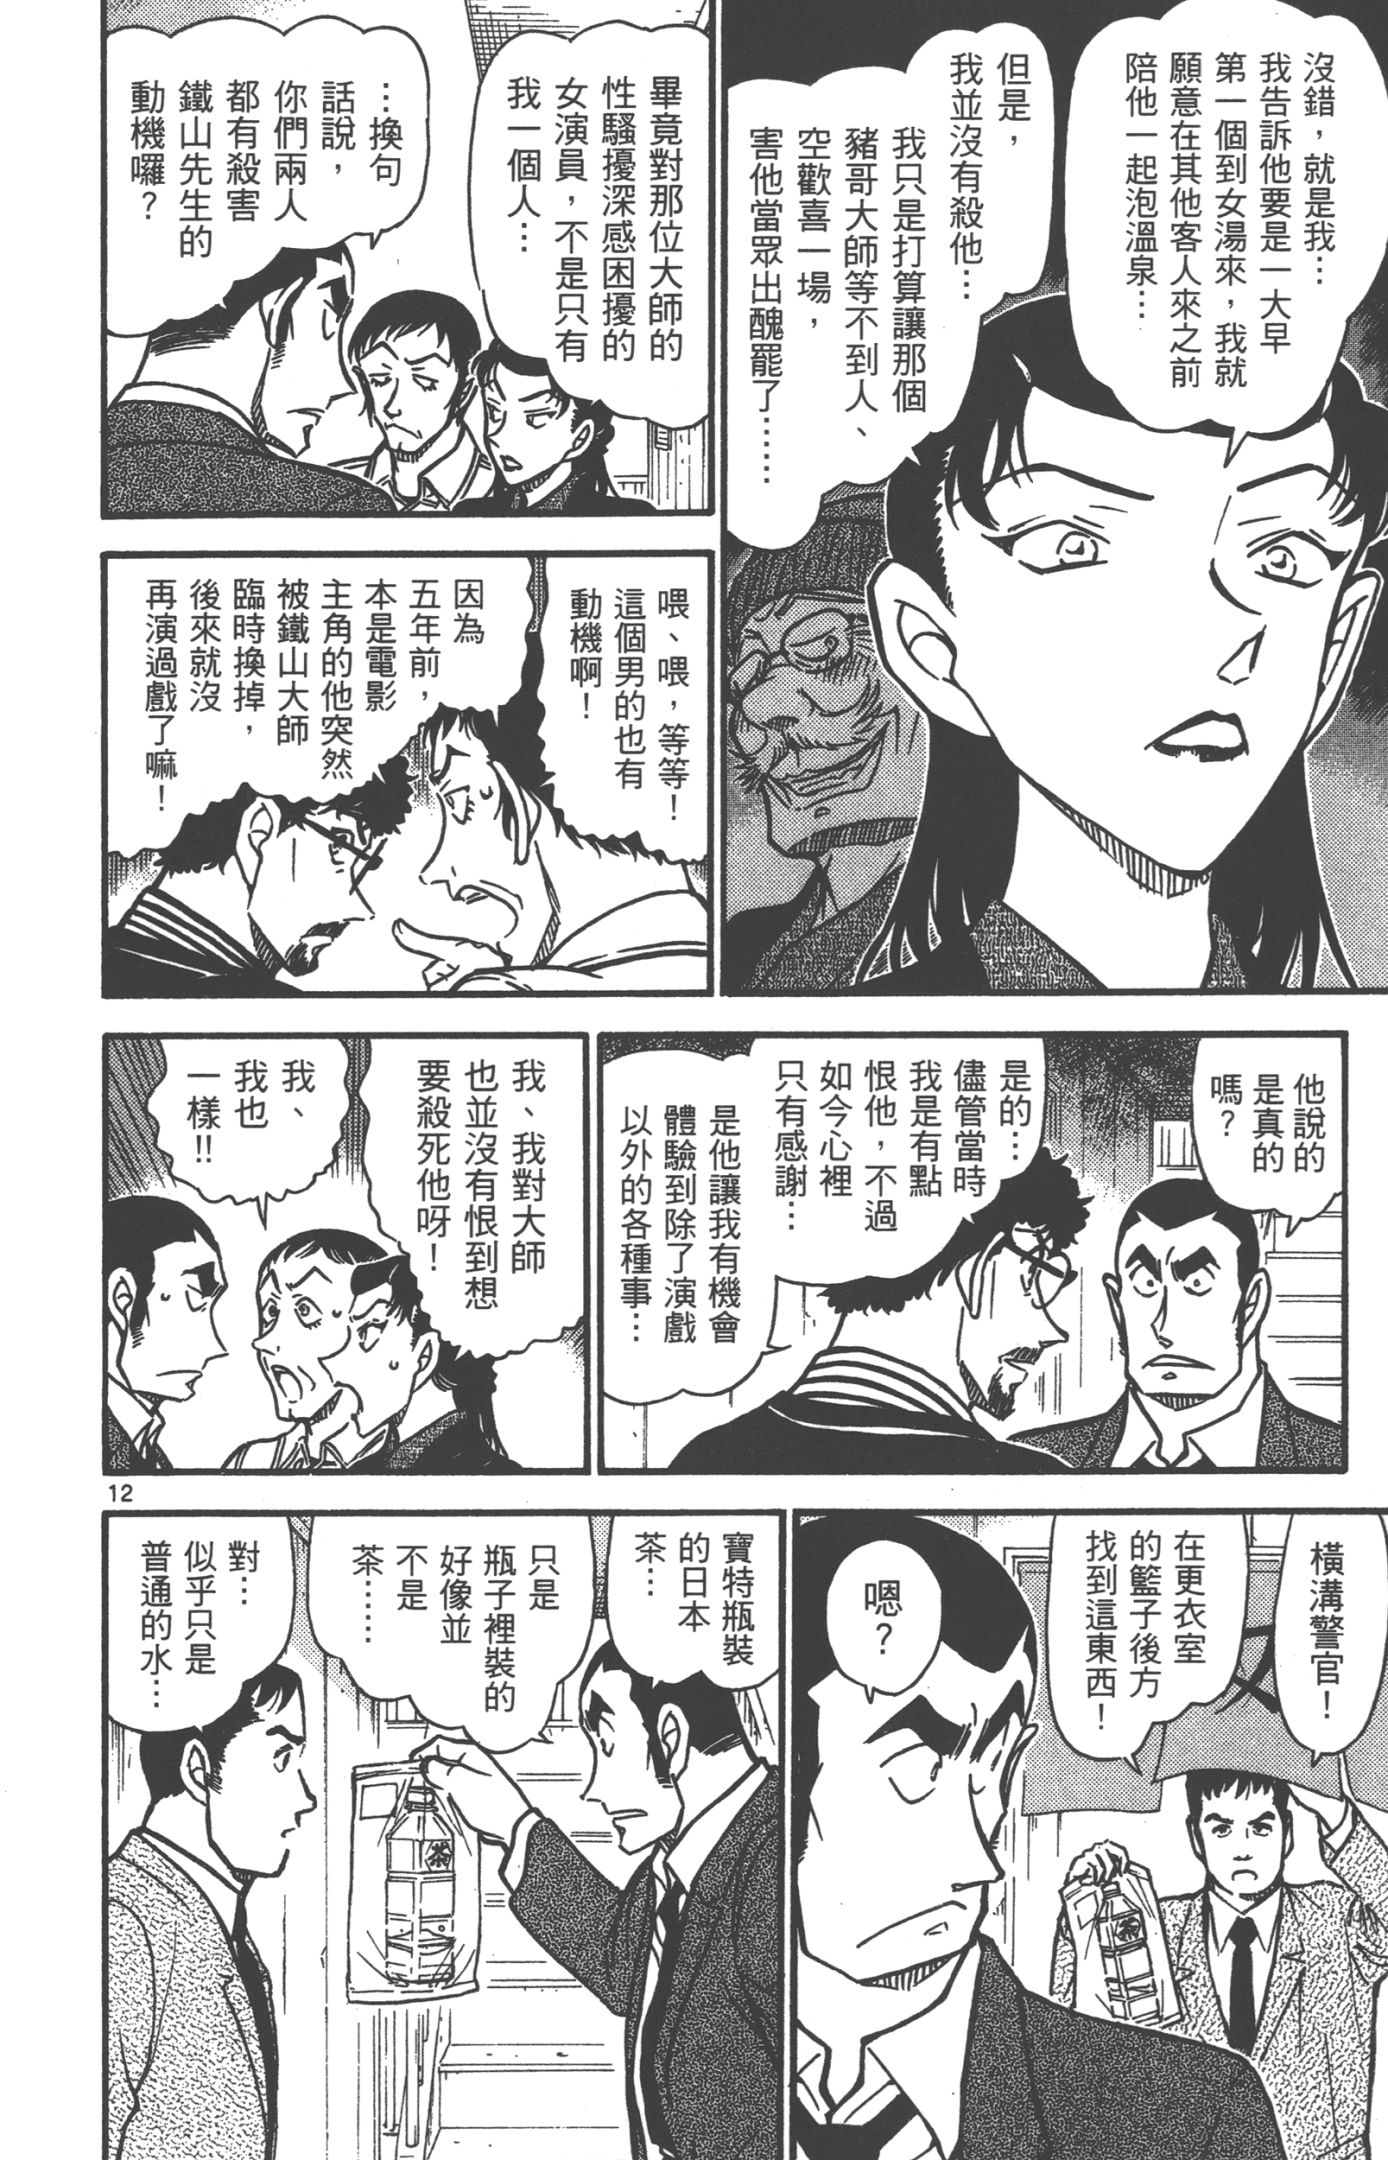 沒錯，就是我…
我告訴他要是一大早
第一個到女湯來，我就
願意在其他客人來之前
陪他一起泡溫泉…
但是，
我並沒有殺他…
我只是打算讓那個
豬哥大師等不到人、
空歡喜一場，
害他當眾出醜罷了……
畢竟對那位大師的
性騷擾深感困擾的
女演員，不是只有
我一個人…
…換句
話說，
你們兩人
都有殺害
鐵山先生的
動機囉？
喂、喂，等等！
這個男的也有
動機啊！
因為
五年前，
本是電影
主角的他突然
被鐵山大師
臨時換掉，
後來就沒
再演過戲了嘛！
他說的
是真的
嗎？
是的…
儘管當時
我是有點
恨他，不過
如今心裡
只有感謝…
是他讓我有機會
體驗到除了演戲
以外的各種事…
我、我對大師
也並沒有恨到想
要殺死他呀！
我、
我也
一樣!!
12
橫溝警官！
在更衣室
的籃子後方
找到這東西！
嗯？
茶
寶特瓶裝
的日本
茶…
只是
瓶子裡裝的
好像並
不是
茶……
茶
對…
似乎只是
普通的水…